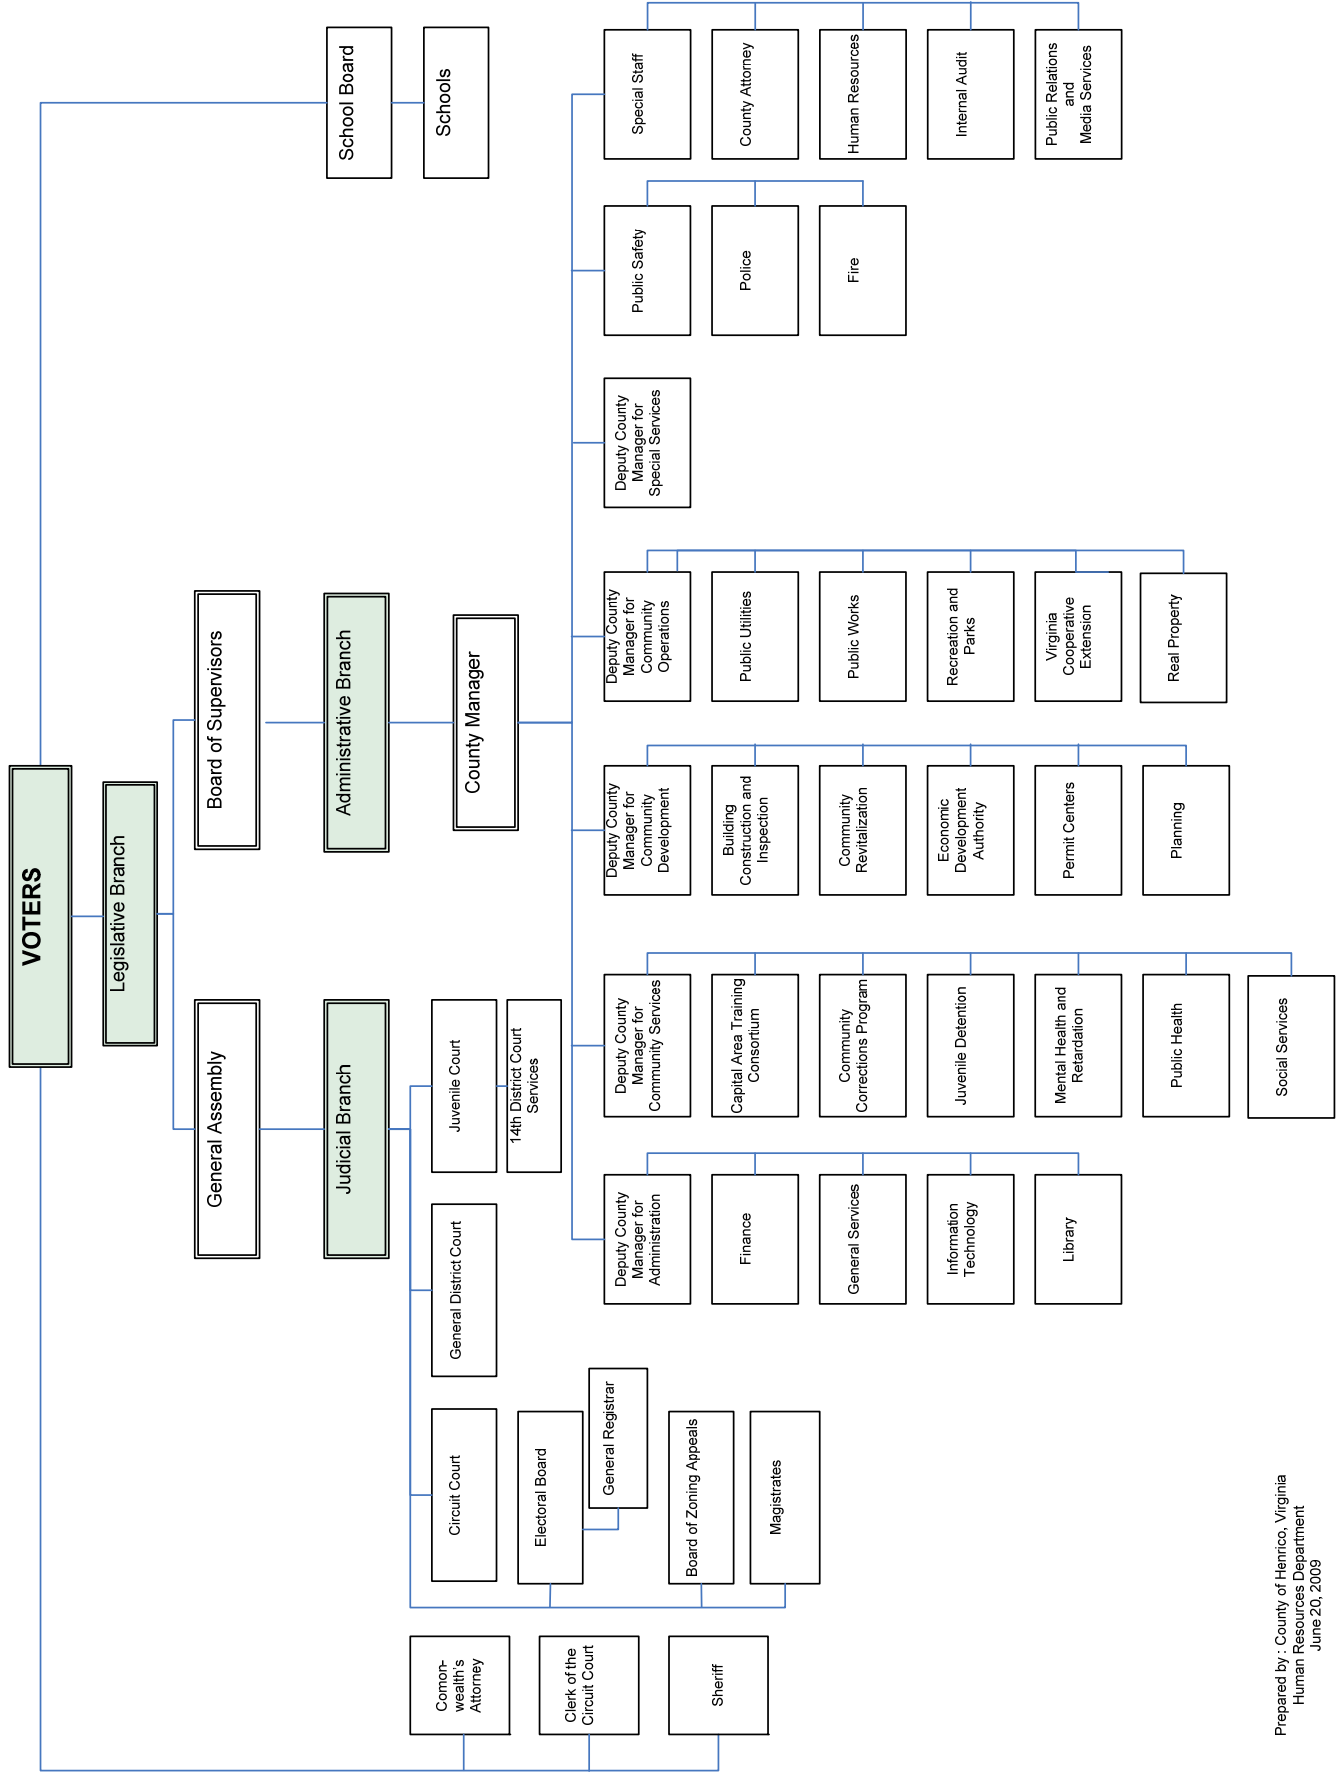 VOTERS
Legislative Branch
General Assembly
Board of Supervisors
School Board
Schools
Judicial Branch
Administrative Branch
County Manager
Comon-
wealth's
Attorney
Clerk of the
Circuit Court
Sheriff
Circuit Court
General District Court
Juvenile Court
14th District Court
Services
Electoral Board
General Registrar
Board of Zoning Appeals
Magistrates
Deputy County
Manager for
Administration
Finance
General Services
Information
Technology
Library
Deputy County
Manager for
Community Services
Capital Area Training
Consortium
Community
Corrections Program
Juvenile Detention
Mental Health and
Retardation
Public Health
Social Services
Deputy County
Manager for
Community
Development
Building
Construction and
Inspection
Community
Revitalization
Economic
Development
Authority
Permit Centers
Planning
Deputy County
Manager for
Community
Operations
Public Utilities
Public Works
Recreation and
Parks
Virginia
Cooperative
Extension
Real Property
Deputy County
Manager for
Special Services
Public Safety
Police
Fire
Special Staff
County Attorney
Human Resources
Internal Audit
Public Relations
and
Media Services
Prepared by : County of Henrico, Virginia
Human Resources Department
June 20, 2009